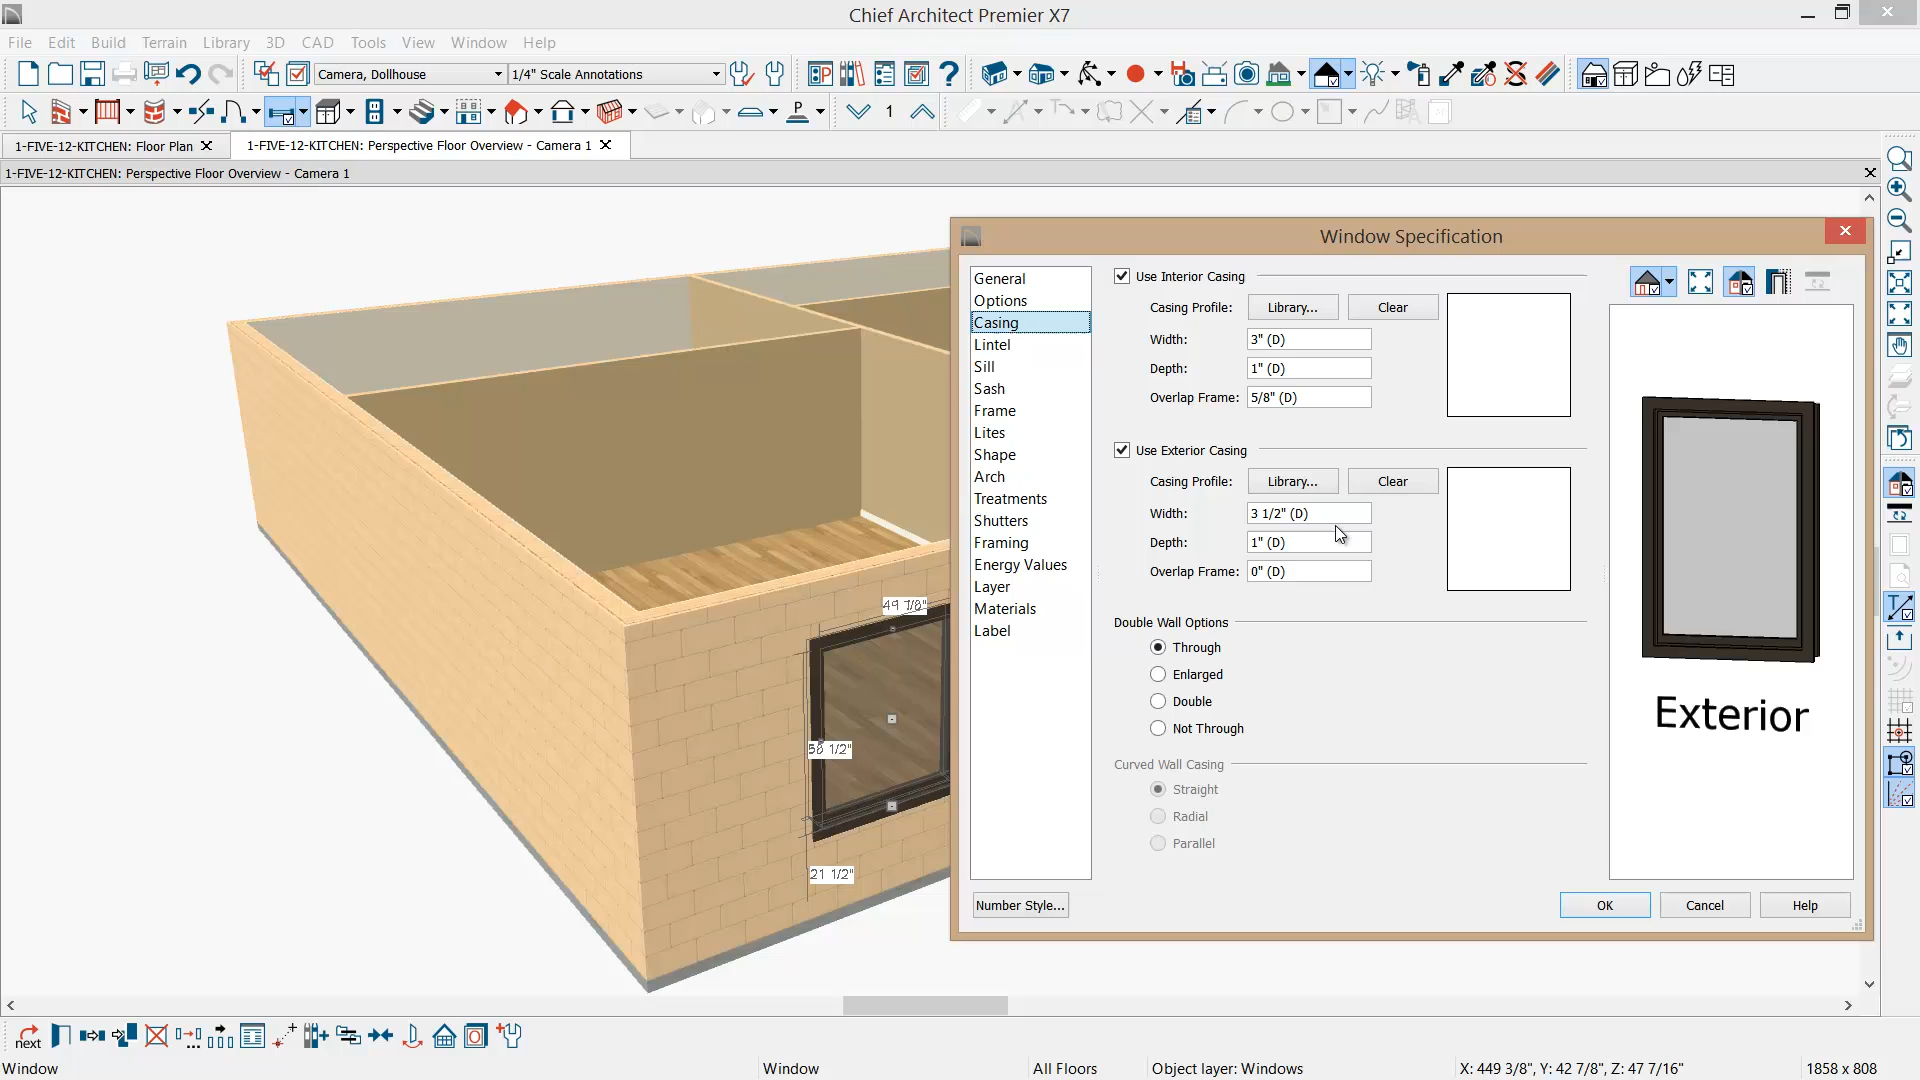 Chief Architect Premier X7
File Edit Build Terrain Library 3D CAD Tools View Window Help
Camera, Dollhouse 1/4" Scale Annotations
1 P
1-FIVE-12-KITCHEN: Floor Plan 1-FIVE-12-KITCHEN: Perspective Floor Overview - Camera 1
1-FIVE-12-KITCHEN: Perspective Floor Overview - Camera 1
Window Specification
General
Options
Casing
Lintel
Sill
Sash
Frame
Lites
Shape
Arch
Treatments
Shutters
Framing
Energy Values
Layer
Materials
Label
Use Interior Casing
Casing Profile: Library... Clear
Width: 3" (D)
Depth: 1" (D)
Overlap Frame: 5/8" (D)
Use Exterior Casing
Casing Profile: Library... Clear
Width: 3 1/2" (D)
Depth: 1" (D)
Overlap Frame: 0" (D)
Double Wall Options
Through
Enlarged
Double
Not Through
Curved Wall Casing
Straight
Radial
Parallel
Exterior
Number Style... OK Cancel Help
49 7/8"
21 1/2"
next
Window Window All Floors Object layer: Windows X: 449 3/8", Y: 42 7/8", Z: 47 7/16" 1858 x 808